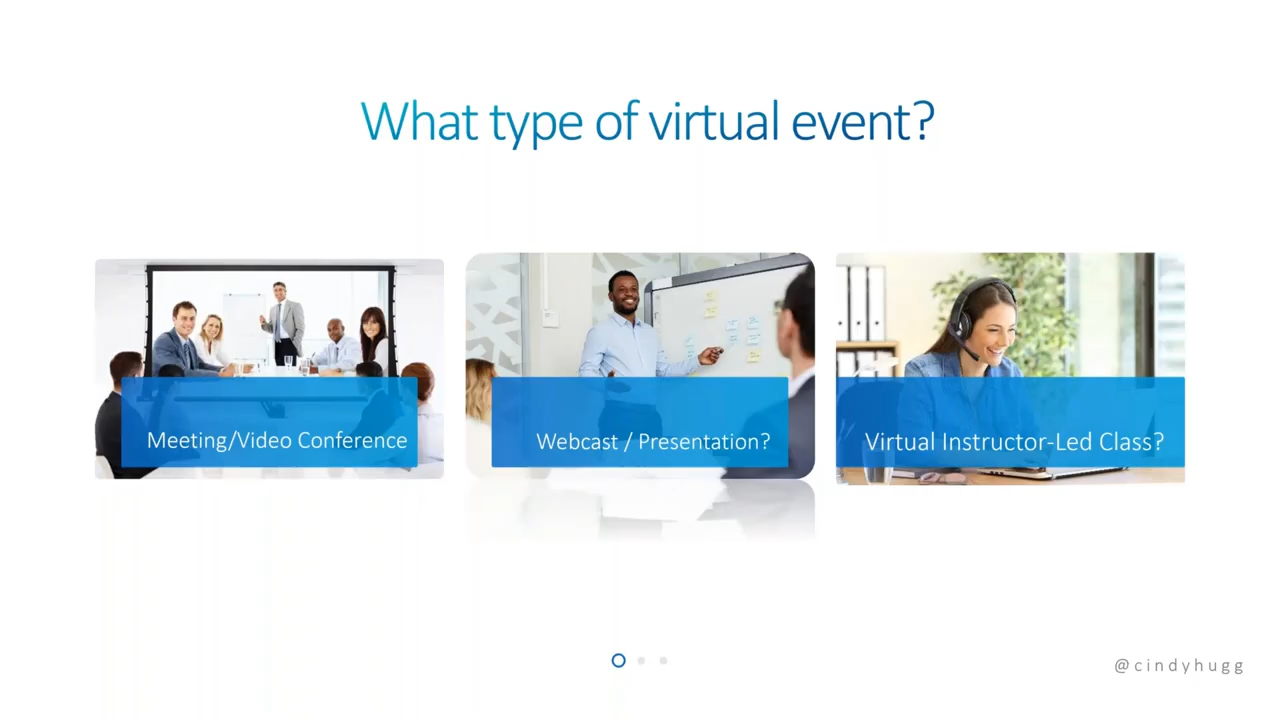 What type of virtual event?
Meeting/Video Conference
Webcast / Presentation?
Virtual Instructor-Led Class?
@cindyhugg